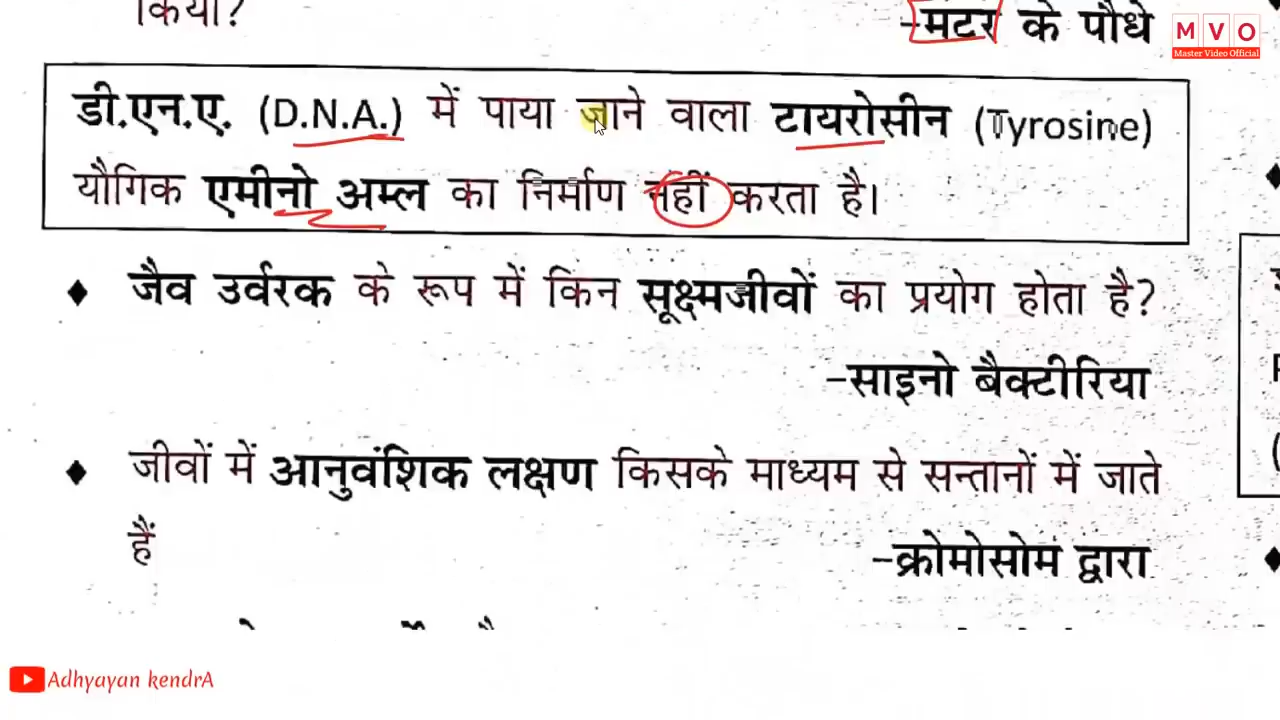 किया?
-मटर के पौधे
M V O
Master Video Official
डी.एन.ए. (D.N.A.) में पाया जाने वाला टायरोसीन (Tyrosine)
यौगिक एमीनो अम्ल का निर्माण नहीं करता है।
♦ जैव उर्वरक के रूप में किन सूक्ष्मजीवों का प्रयोग होता है?
-साइनो बैक्टीरिया
♦ जीवों में आनुवंशिक लक्षण किसके माध्यम से सन्तानों में जाते
हैं
-क्रोमोसोम द्वारा
Adhyayan kendrA